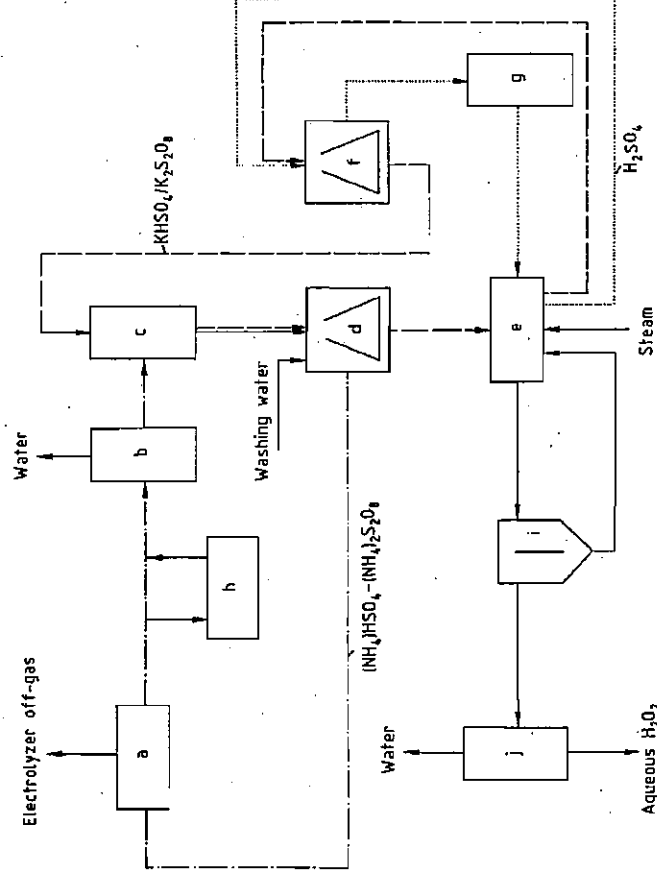 Electrolyzer off-gas
a
h
Water
b
c
KHSO₄/K₂S₂O₈
Washing water
d
(NH₄)HSO₄-(NH₄)₂S₂O₈
f
g
H₂SO₄
e
Steam
i
Water
j
Aqueous H₂O₂